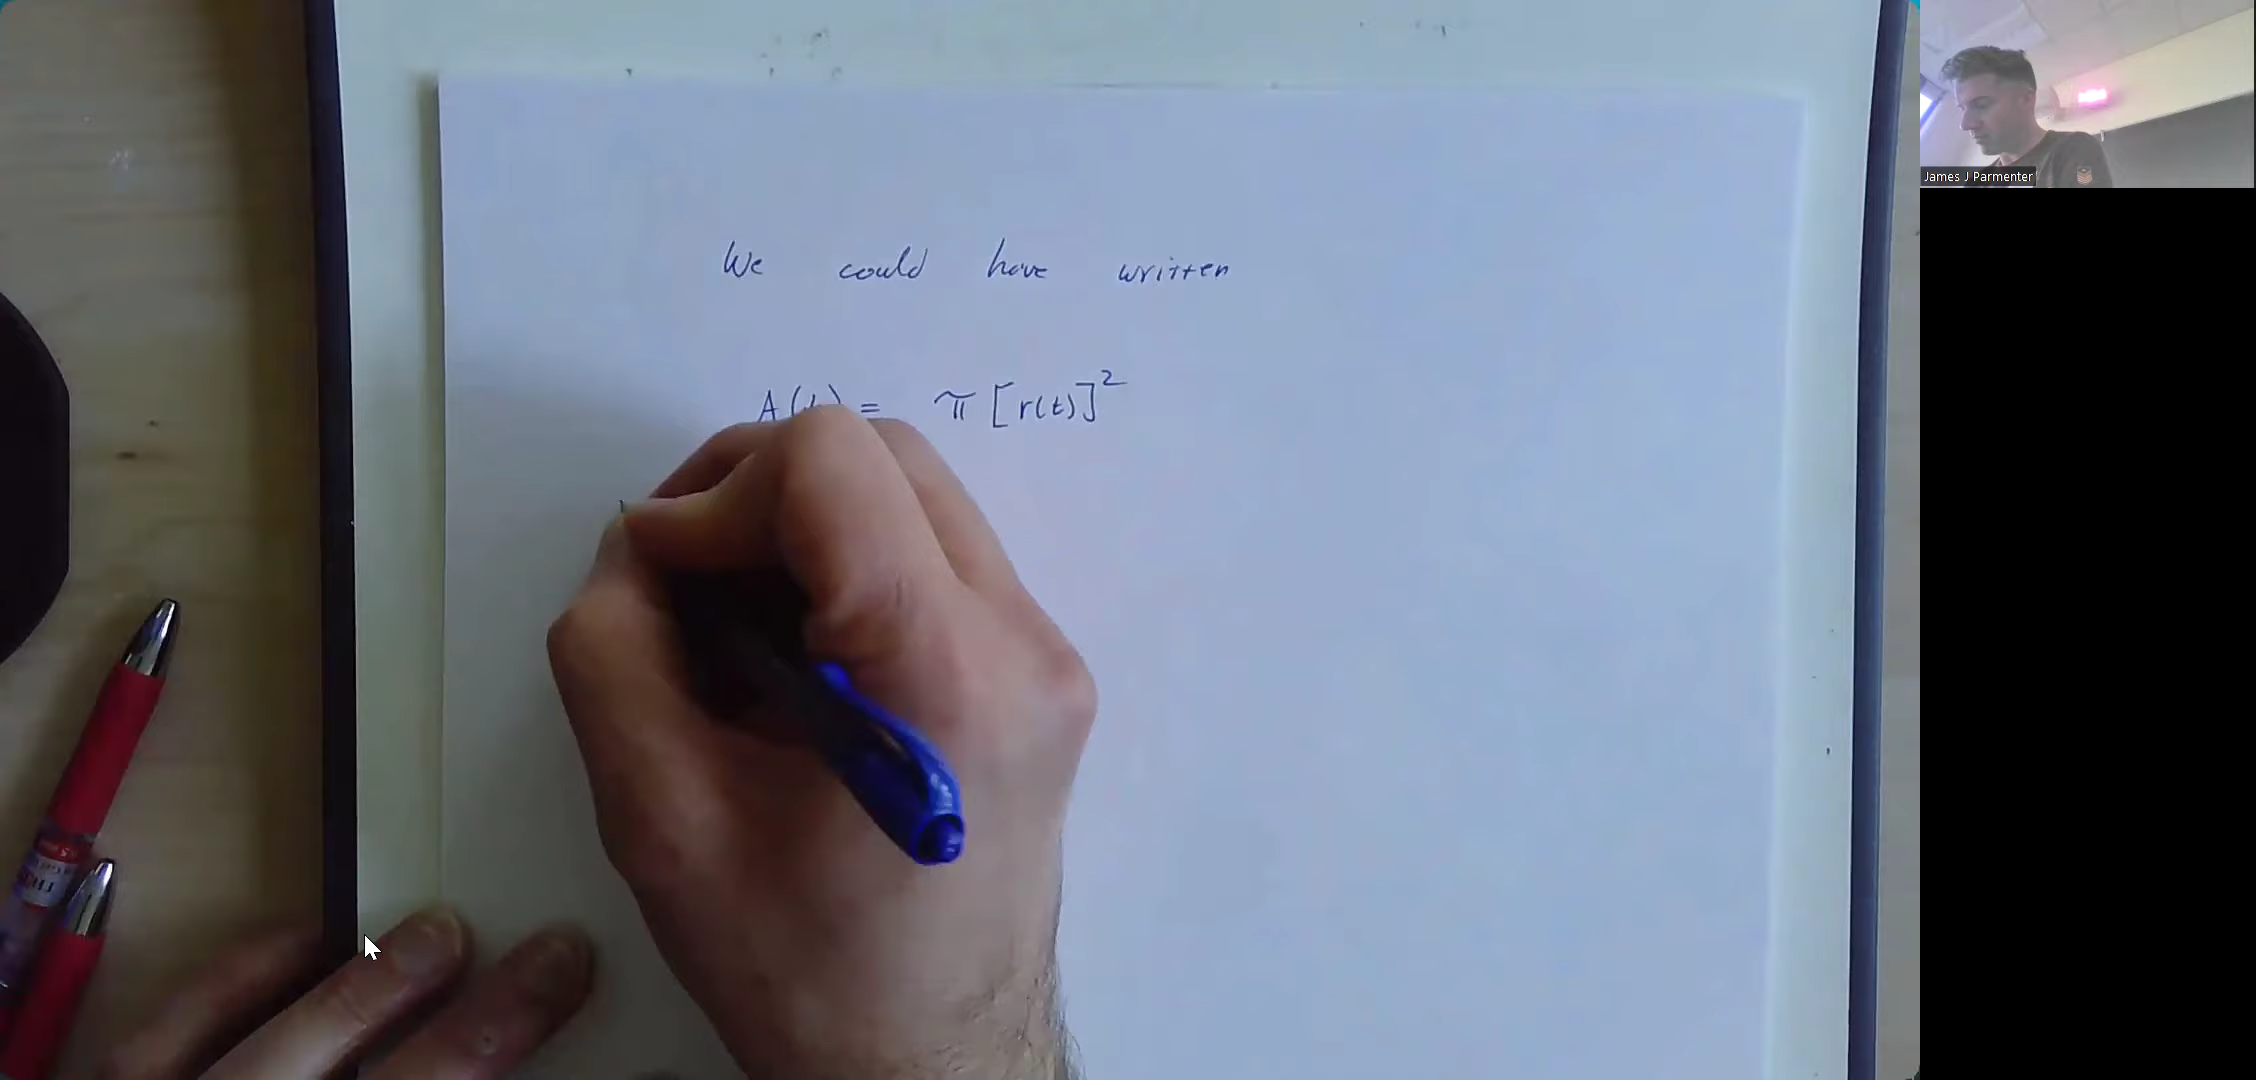 We could have written
A(t) = π [r(t)]²
James J Parmenter